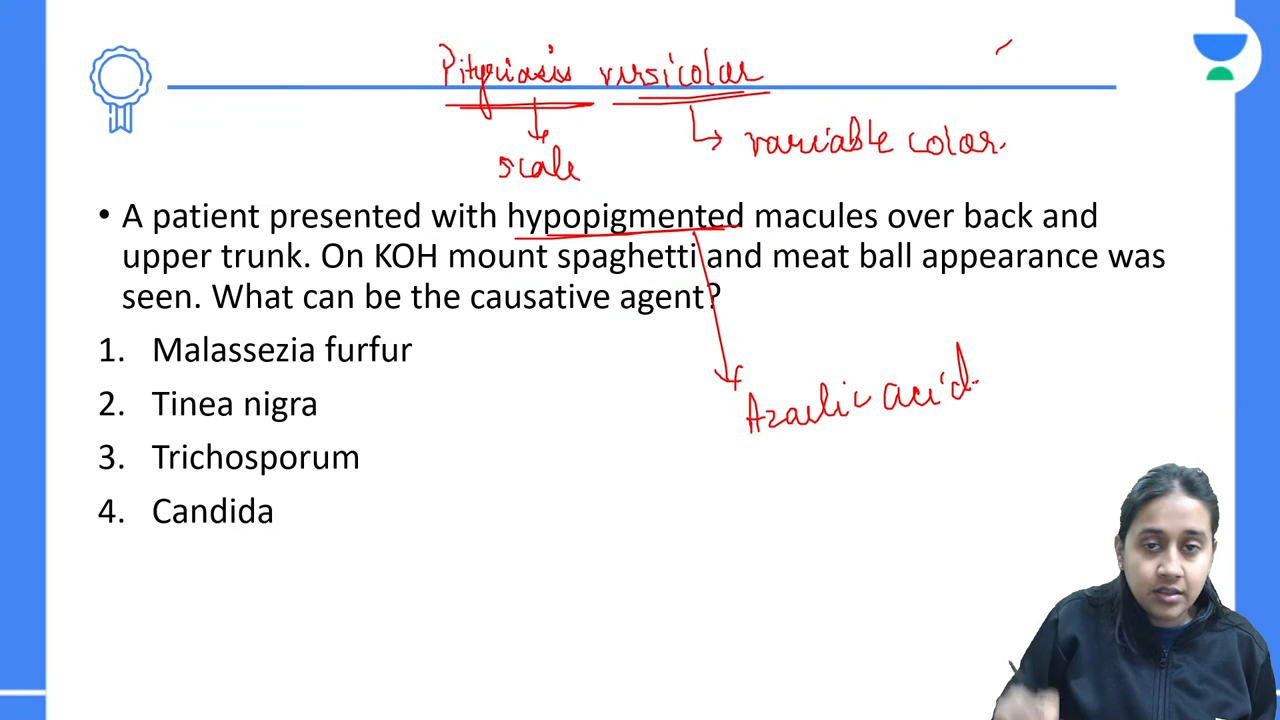 Pityriasis versicolor
scale
variable color.
• A patient presented with hypopigmented macules over back and
upper trunk. On KOH mount spaghetti and meat ball appearance was
seen. What can be the causative agent?
1. Malassezia furfur
2. Tinea nigra
3. Trichosporum
4. Candida
Azaelic acid